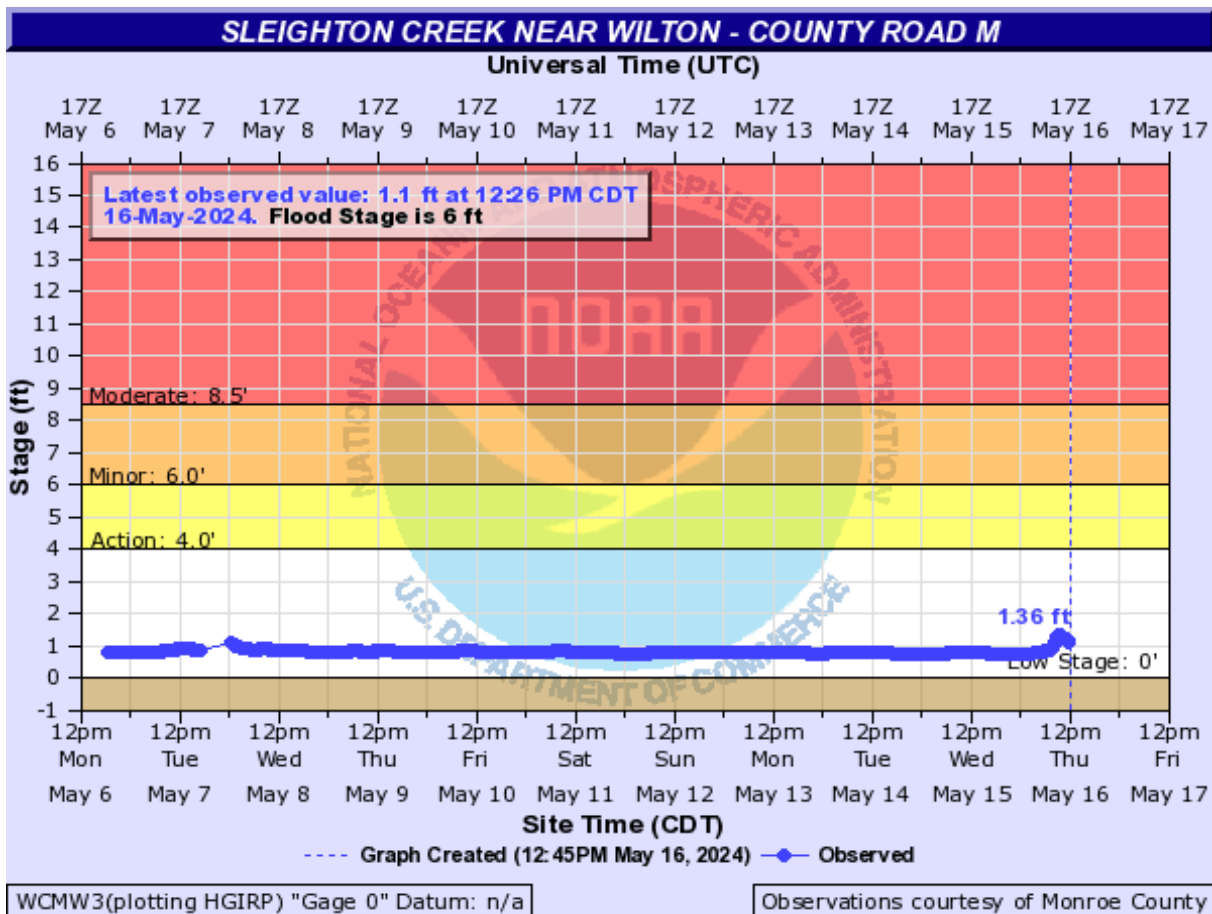 SLEIGHTON CREEK NEAR WILTON - COUNTY ROAD M
Universal Time (UTC)
17Z 17Z 17Z 17Z 17Z 17Z 17Z 17Z 17Z 17Z 17Z 17Z
May 6 May 7 May 8 May 9 May 10 May 11 May 12 May 13 May 14 May 15 May 16 May 17
Latest observed value: 1.1 ft at 12:26 PM CDT
16-May-2024. Flood Stage is 6 ft
16
15
14
13
12
11
10
9
8
7
6
5
4
3
2
1
0
-1
Stage (ft)
NATIONAL OCEANIC AND ATMOSPHERIC ADMINISTRATION
NOAA
U.S. DEPARTMENT OF COMMERCE
Moderate: 8.5'
Minor: 6.0'
Action: 4.0'
1.36 ft
Low Stage: 0'
12pm 12pm 12pm 12pm 12pm 12pm 12pm 12pm 12pm 12pm 12pm 12pm
Mon Tue Wed Thu Fri Sat Sun Mon Tue Wed Thu Fri
May 6 May 7 May 8 May 9 May 10 May 11 May 12 May 13 May 14 May 15 May 16 May 17
Site Time (CDT)
Graph Created (12:45PM May 16, 2024) Observed
WCMW3(plotting HGIRP) "Gage 0" Datum: n/a
Observations courtesy of Monroe County